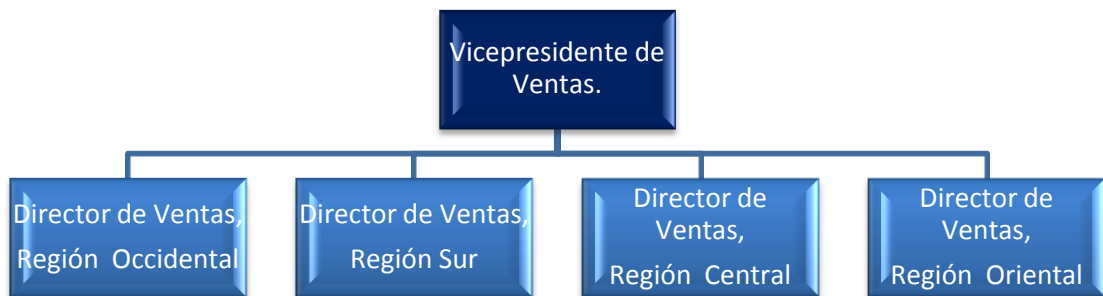 Vicepresidente de
Ventas.
Director de Ventas,
Región Occidental
Director de Ventas,
Región Sur
Director de
Ventas,
Región Central
Director de
Ventas,
Región Oriental